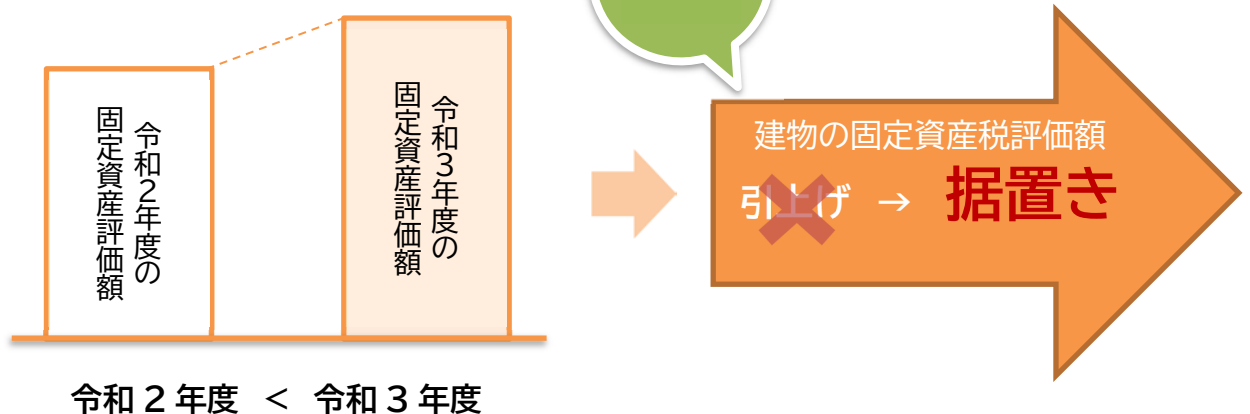 令和２年度の
固定資産評価額
令和３年度の
固定資産評価額
建物の固定資産税評価額
引上げ → 据置き
令和 2 年度 ＜ 令和 3 年度